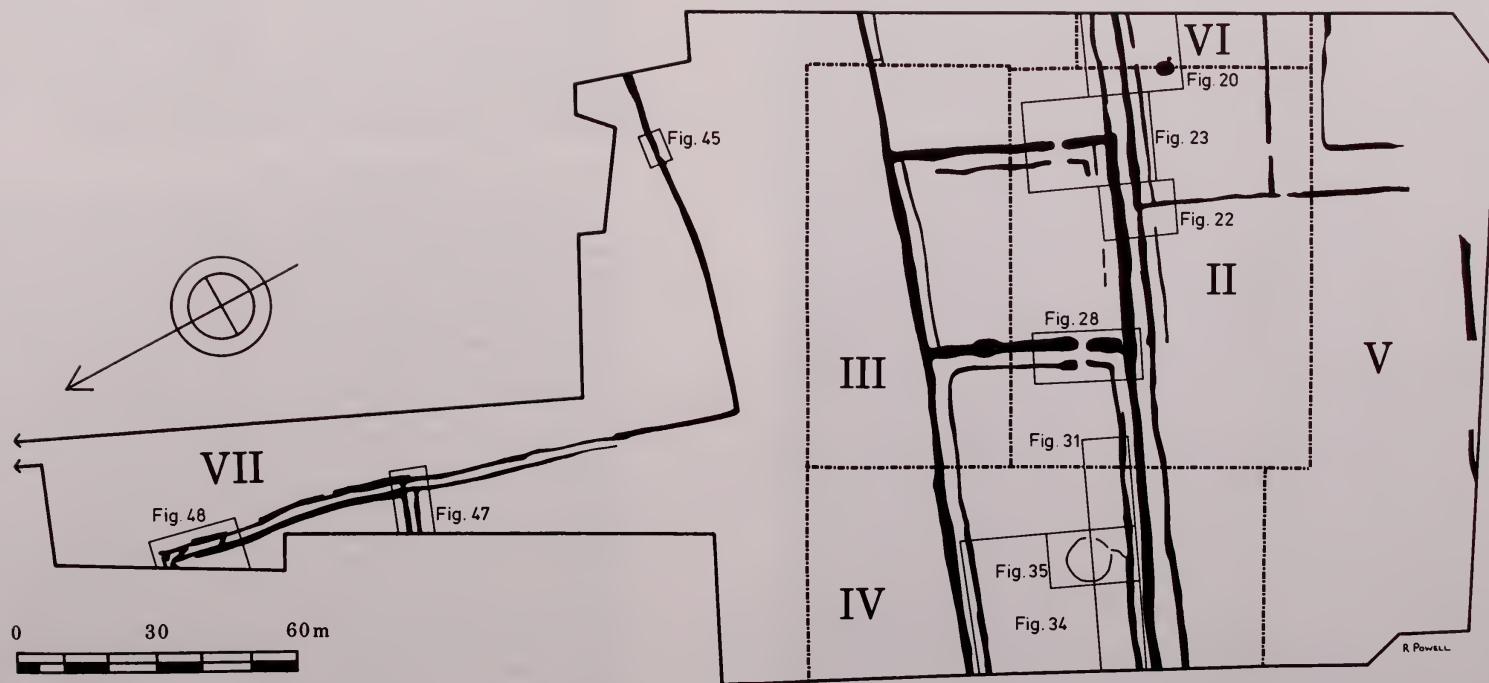 VI
Fig. 20
Fig. 45
Fig. 23
Fig. 22
II
Fig. 28
III
V
Fig. 31
VII
Fig. 48
Fig. 47
Fig. 35
IV
Fig. 34
0 30 60m
R POWELL